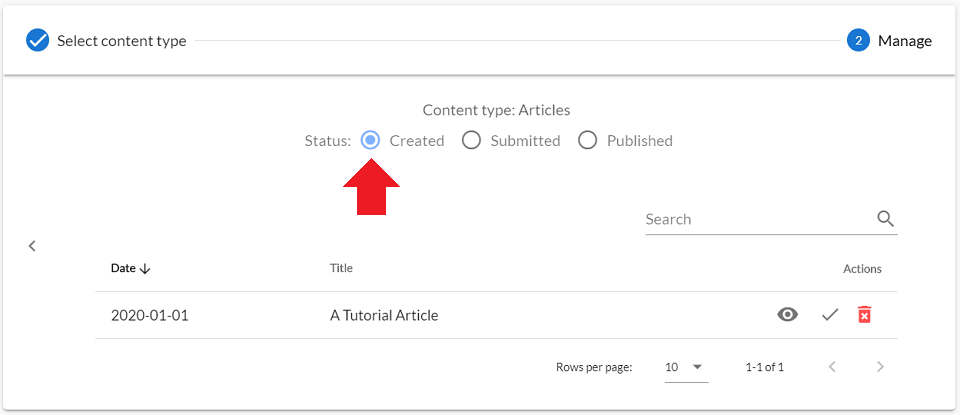 Select content type 2 Manage
Content type: Articles
Status: Created Submitted Published
Search
Date Title Actions
2020-01-01 A Tutorial Article
Rows per page: 10 1-1 of 1